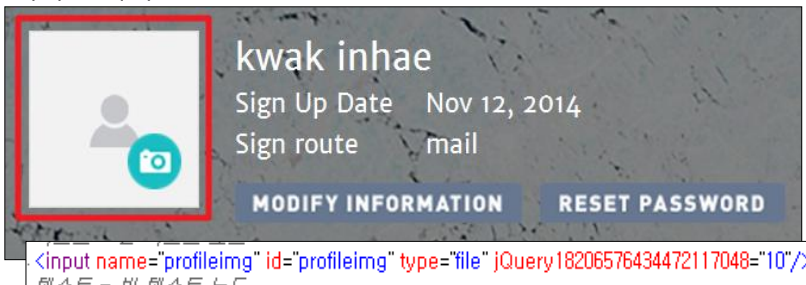 kwak inhae
Sign Up Date Nov 12, 2014
Sign route mail
MODIFY INFORMATION RESET PASSWORD
<input name="profileimg" id="profileimg" type="file" jQuery18206576434472117048="10"/>